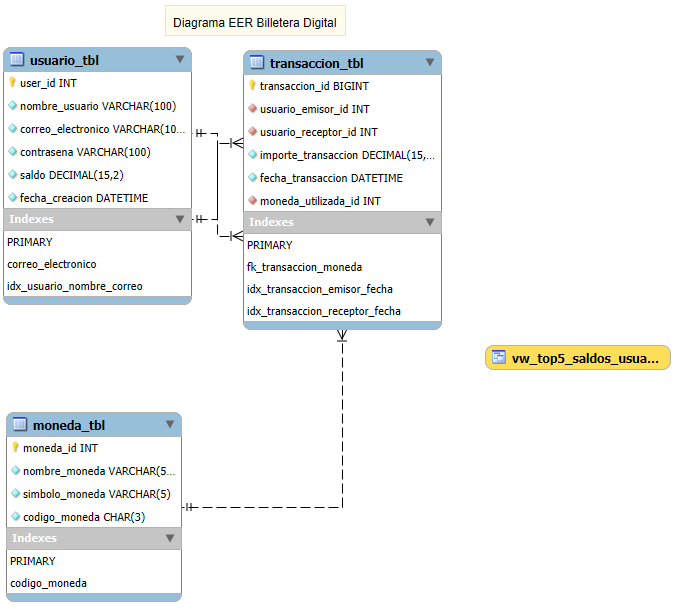 Diagrama EER Billetera Digital
usuario_tbl
user_id INT
nombre_usuario VARCHAR(100)
correo_electronico VARCHAR(10...
contrasena VARCHAR(100)
saldo DECIMAL(15,2)
fecha_creacion DATETIME
Indexes
PRIMARY
correo_electronico
idx_usuario_nombre_correo
transaccion_tbl
transaccion_id BIGINT
usuario_emisor_id INT
usuario_receptor_id INT
importe_transaccion DECIMAL(15,...
fecha_transaccion DATETIME
moneda_utilizada_id INT
Indexes
PRIMARY
fk_transaccion_moneda
idx_transaccion_emisor_fecha
idx_transaccion_receptor_fecha
vw_top5_saldos_usua...
moneda_tbl
moneda_id INT
nombre_moneda VARCHAR(5...
simbolo_moneda VARCHAR(5)
codigo_moneda CHAR(3)
Indexes
PRIMARY
codigo_moneda